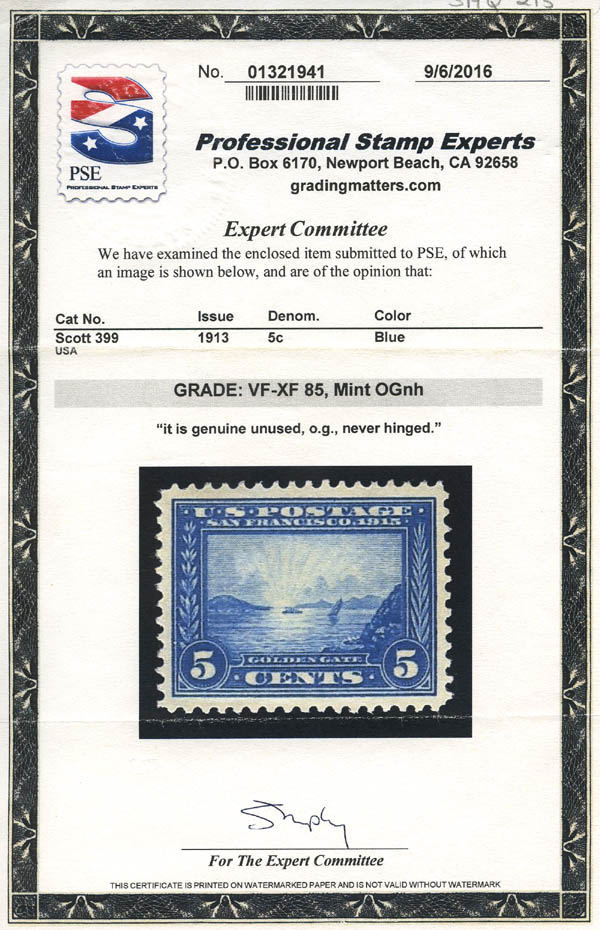 No. 01321941 9/6/2016
PSE
PROFESSIONAL STAMP EXPERTS
Professional Stamp Experts
P.O. Box 6170, Newport Beach, CA 92658
gradingmatters.com
Expert Committee
We have examined the enclosed item submitted to PSE, of which
an image is shown below, and are of the opinion that:
Cat No. Issue Denom. Color
Scott 399 1913 5c Blue
USA
GRADE: VF-XF 85, Mint OGnh
“it is genuine unused, o.g., never hinged.”
U.S. POSTAGE
SAN FRANCISCO, 1915
5 GOLDEN GATE 5
CENTS
For The Expert Committee
THIS CERTIFICATE IS PRINTED ON WATERMARKED PAPER AND IS NOT VALID WITHOUT WATERMARK